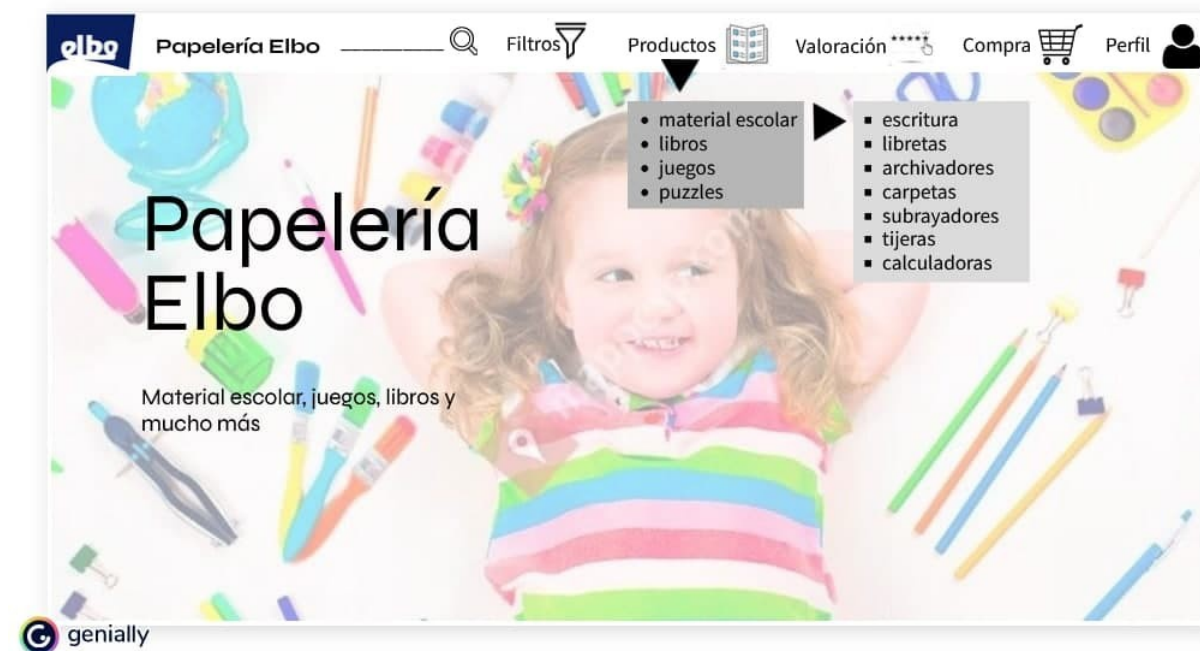 elbo
Papelería Elbo
Filtros
Productos
Valoración
Compra
Perfil
material escolar
libros
juegos
puzzles
escritura
libretas
archivadores
carpetas
subrayadores
tijeras
calculadoras
Papelería
Elbo
Material escolar, juegos, libros y
mucho más
genially